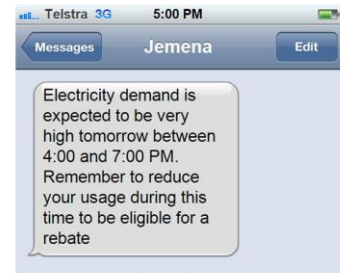 Telstra 3G 5:00 PM
Messages Jemena Edit
Electricity demand is
expected to be very
high tomorrow between
4:00 and 7:00 PM.
Remember to reduce
your usage during this
time to be eligible for a
rebate